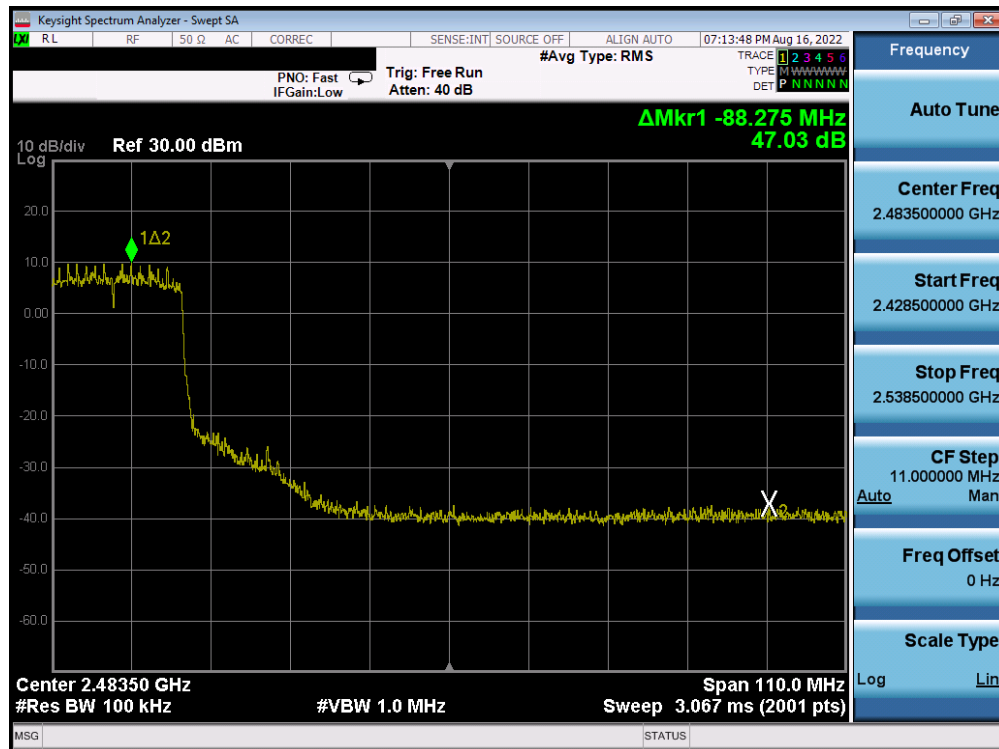 Keysight Spectrum Analyzer - Swept SA
LXI RL RF 50 Ω AC CORREC SENSE:INT SOURCE OFF ALIGN AUTO 07:13:48 PM Aug 16, 2022
#Avg Type: RMS
TRACE 1 2 3 4 5 6
TYPE M WWWWW
DET P N N N N N
PNO: Fast
IFGain:Low
Trig: Free Run
Atten: 40 dB
ΔMkr1 -88.275 MHz
47.03 dB
10 dB/div
Log
Ref 30.00 dBm
20.0
10.0
0.00
-10.0
-20.0
-30.0
-40.0
-50.0
-60.0
1Δ2
X2
Center 2.48350 GHz
Span 110.0 MHz
#Res BW 100 kHz
#VBW 1.0 MHz
Sweep 3.067 ms (2001 pts)
MSG
STATUS
Frequency
Auto Tune
Center Freq
2.483500000 GHz
Start Freq
2.428500000 GHz
Stop Freq
2.538500000 GHz
CF Step
11.000000 MHz
Auto Man
Freq Offset
0 Hz
Scale Type
Log Lin